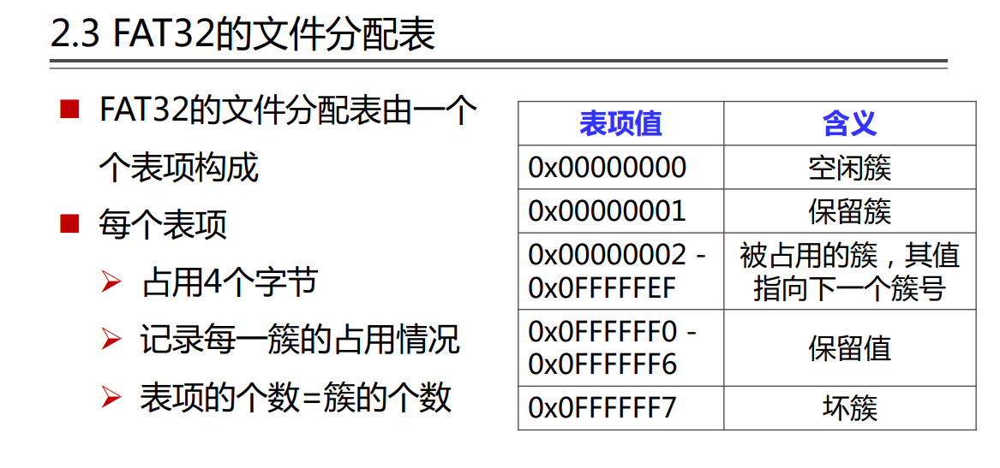 2.3 FAT32的文件分配表
FAT32的文件分配表由一个
个表项构成
每个表项
占用4个字节
记录每一簇的占用情况
表项的个数=簇的个数
表项值 含义
0x00000000 空闲簇
0x00000001 保留簇
0x00000002 - 被占用的簇，其值
0x0FFFFFEF 指向下一个簇号
0x0FFFFFF0 -
0x0FFFFFF6 保留值
0x0FFFFFF7 坏簇